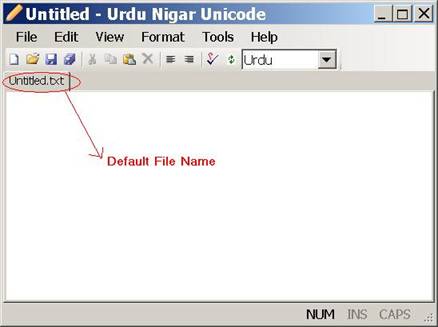 Untitled - Urdu Nigar Unicode
File Edit View Format Tools Help
Urdu
Untitled.txt
Default File Name
NUM INS CAPS